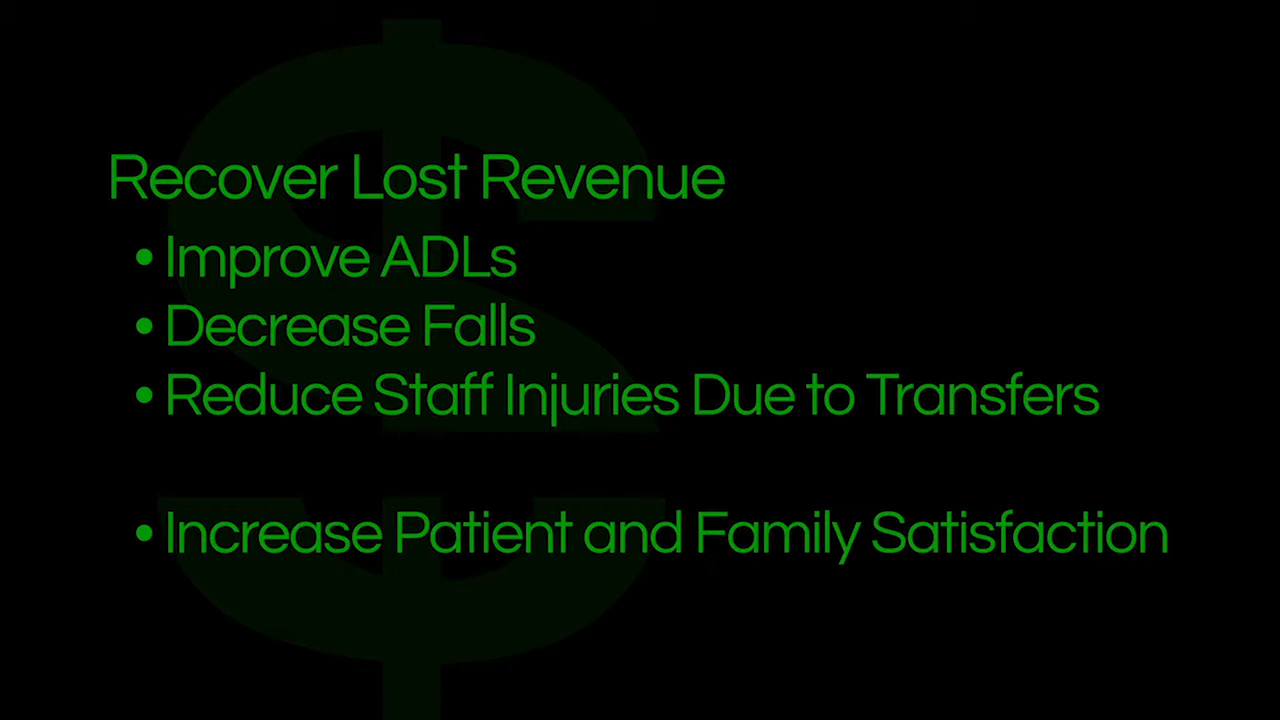 Recover Lost Revenue
• Improve ADLs
• Decrease Falls
• Reduce Staff Injuries Due to Transfers
• Increase Patient and Family Satisfaction